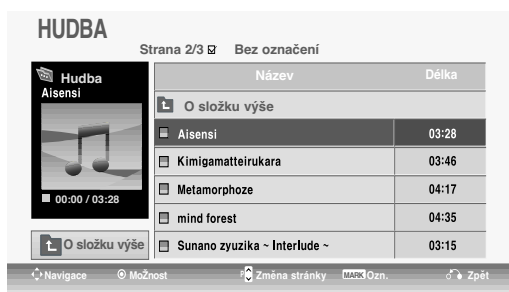 HUDBA
Strana 2/3 Bez označení
Hudba
Aisensi
00:00 / 03:28
O složku výše
Název Délka
O složku výše
Aisensi 03:28
Kimigamatteirukara 03:46
Metamorphoze 04:17
mind forest 04:35
Sunano zyuzika ~ Interlude ~ 03:15
Navigace MoŽnost P Změna stránky MARK Ozn. Zpět